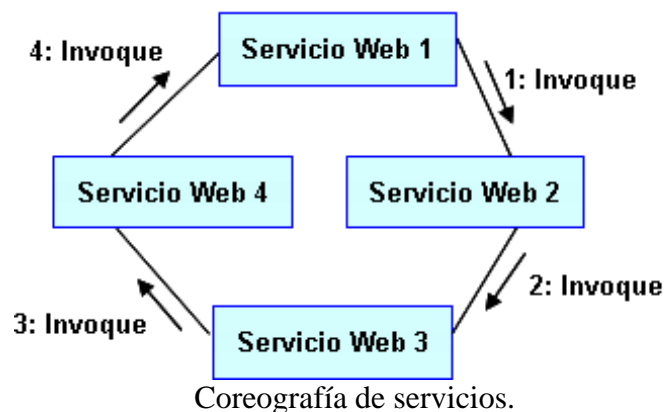 Servicio Web 1
4: Invoque
1: Invoque
Servicio Web 4
Servicio Web 2
3: Invoque
2: Invoque
Servicio Web 3
Coreografía de servicios.